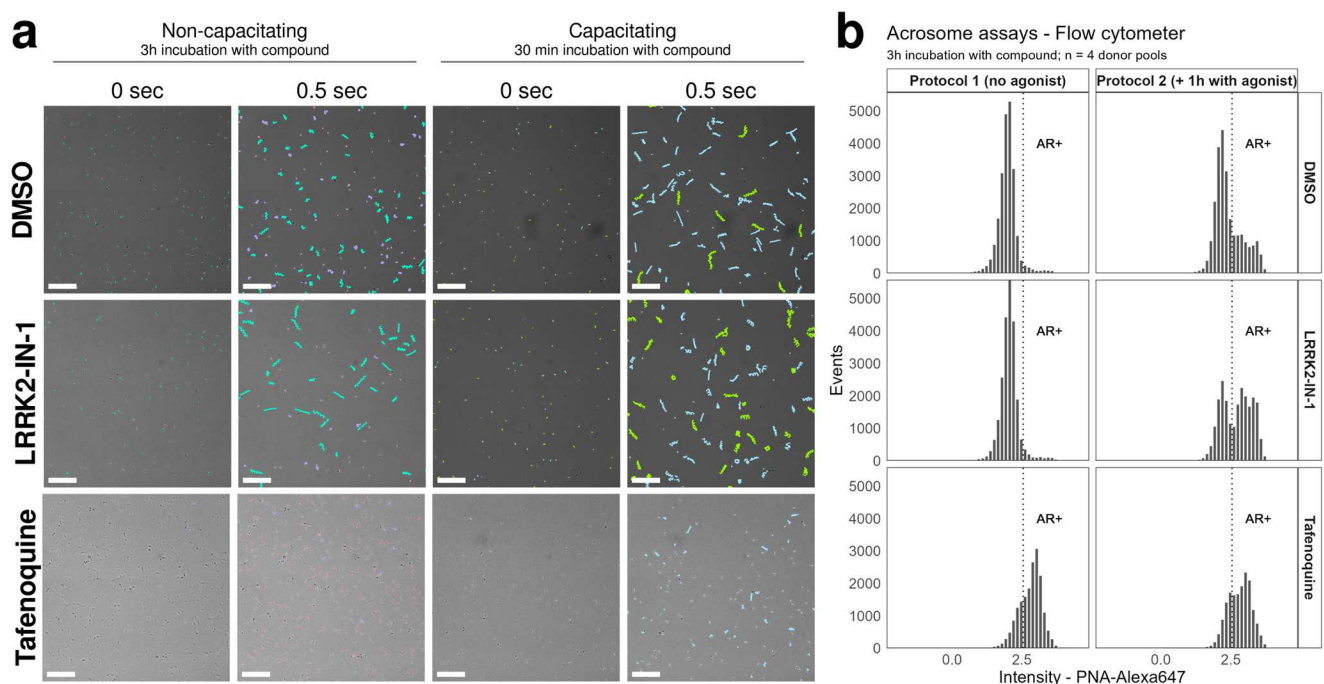 a
Non-capacitating
3h incubation with compound
Capacitating
30 min incubation with compound
0 sec
0.5 sec
0 sec
0.5 sec
DMSO
LRRK2-IN-1
Tafenoquine
b
Acrosome assays - Flow cytometer
3h incubation with compound; n = 4 donor pools
Protocol 1 (no agonist)
Protocol 2 (+ 1h with agonist)
5000
4000
3000
2000
1000
0
AR+
AR+
DMSO
5000
4000
3000
2000
1000
0
AR+
AR+
LRRK2-IN-1
5000
4000
3000
2000
1000
0
AR+
AR+
Tafenoquine
Events
0.0
2.5
0.0
2.5
Intensity - PNA-Alexa647